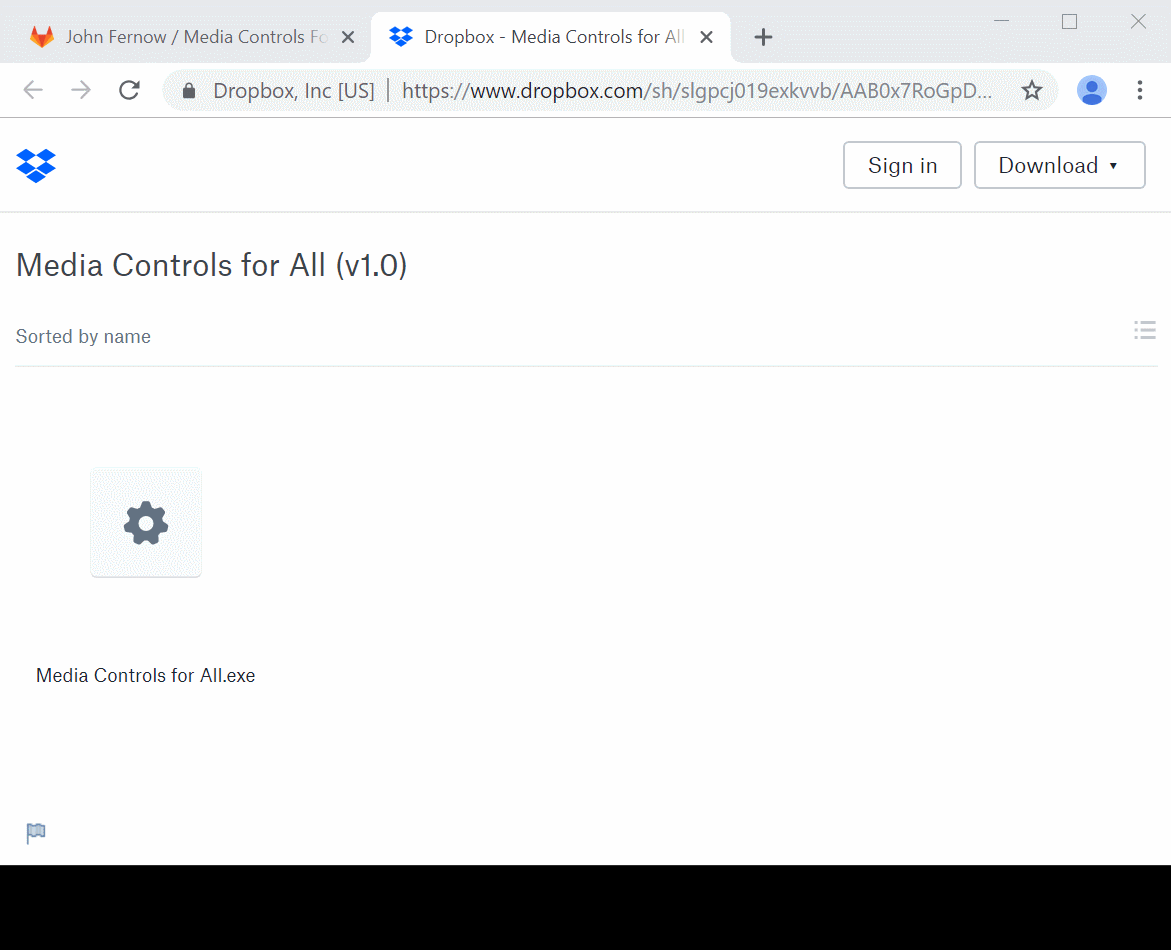 John Fernow / Media Controls Fo
Dropbox - Media Controls for All
Dropbox, Inc [US] | https://www.dropbox.com/sh/slgpcj019exkvvb/AAB0x7RoGpD...
Sign in
Download
Media Controls for All (v1.0)
Sorted by name
Media Controls for All.exe